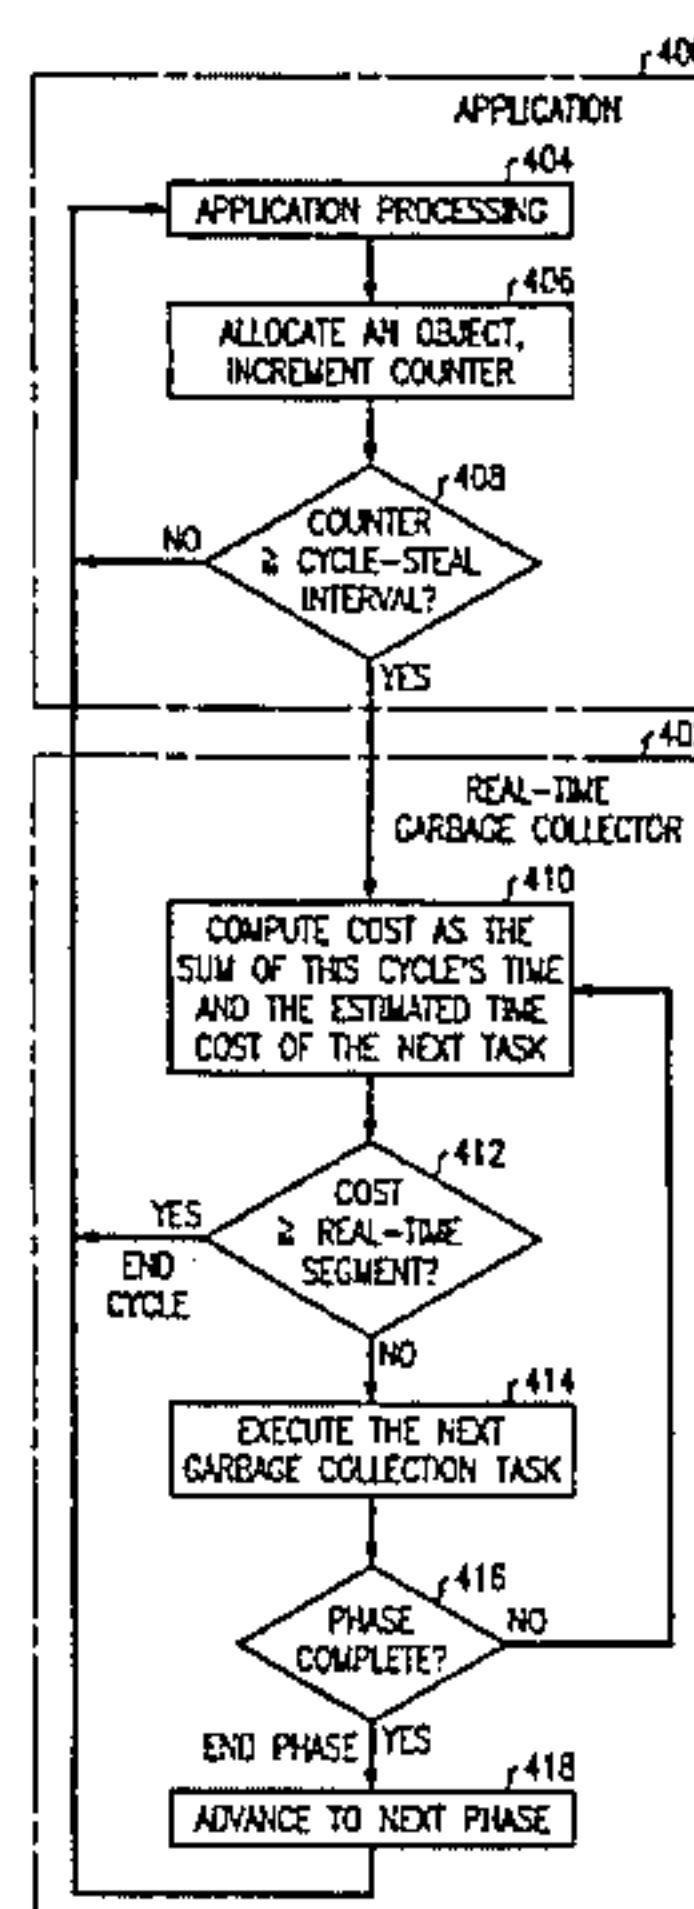 APPLICATION
404
APPLICATION PROCESSING
406
ALLOCATE AN OBJECT,
INCREMENT COUNTER
408
COUNTER
≧ CYCLE-STEAL
INTERVAL?
NO
YES
REAL-TIME
GARBAGE COLLECTOR
410
COMPUTE COST AS THE
SUM OF THIS CYCLE'S TIME
AND THE ESTIMATED TIME
COST OF THE NEXT TASK
412
COST
≧ REAL-TIME
SEGMENT?
YES
END
CYCLE
NO
414
EXECUTE THE NEXT
GARBAGE COLLECTION TASK
416
PHASE
COMPLETE?
NO
END PHASE
YES
418
ADVANCE TO NEXT PHASE